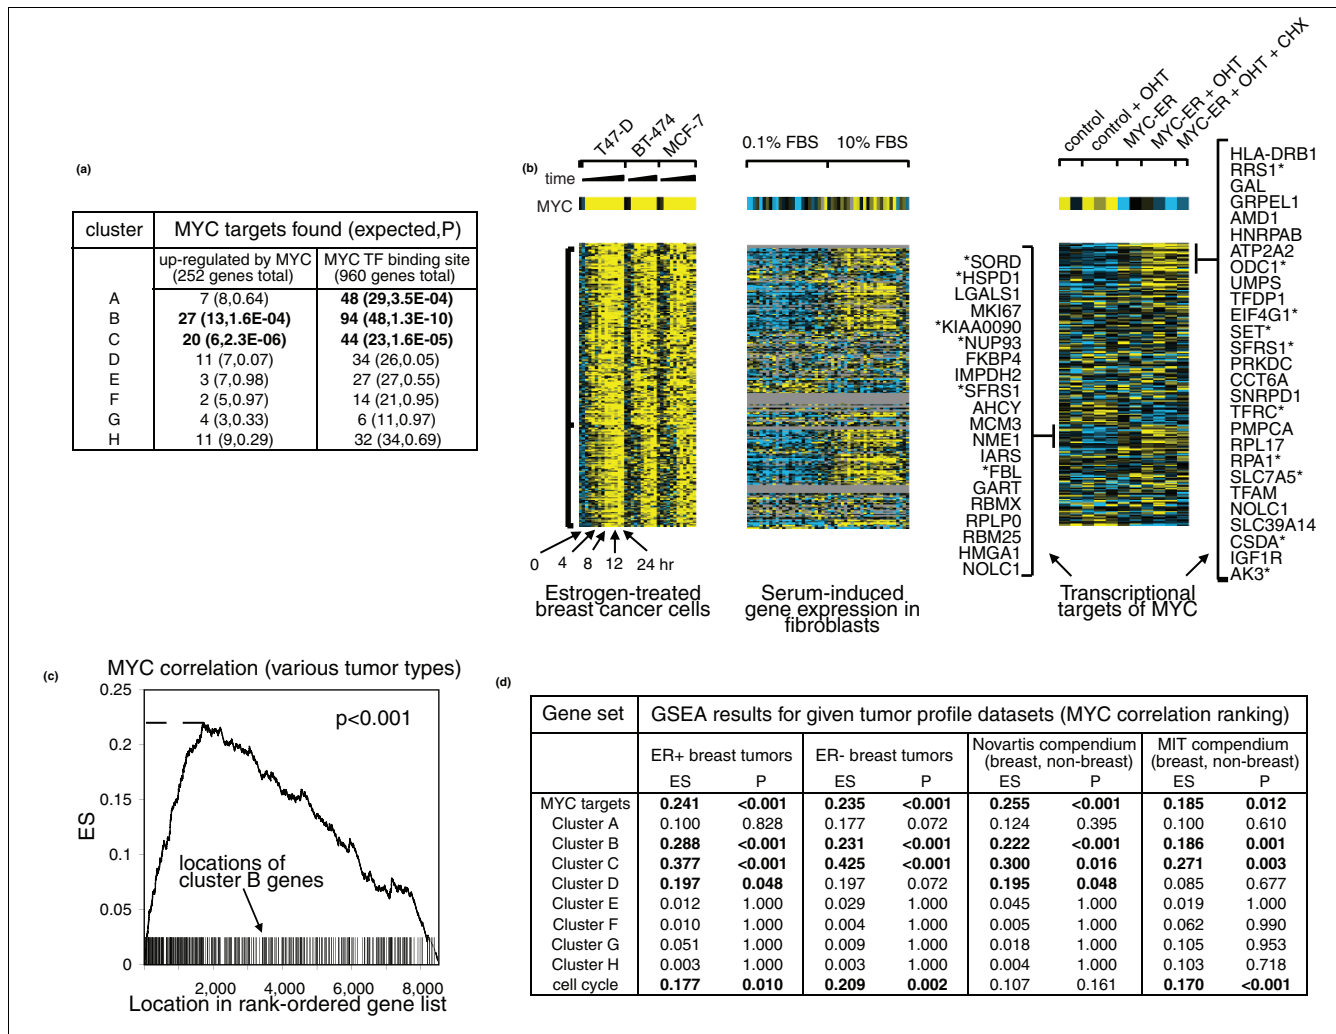 (a)
cluster MYC targets found (expected,P)
up-regulated by MYC (252 genes total) MYC TF binding site (960 genes total)
A 7 (8,0.64) 48 (29,3.5E-04)
B 27 (13,1.6E-04) 94 (48,1.3E-10)
C 20 (6,2.3E-06) 44 (23,1.6E-05)
D 11 (7,0.07) 34 (26,0.05)
E 3 (7,0.98) 27 (27,0.55)
F 2 (5,0.97) 14 (21,0.95)
G 4 (3,0.33) 6 (11,0.97)
H 11 (9,0.29) 32 (34,0.69)
(b)
T47-D BT-474 MCF-7
time
MYC
0 4 8 12 24 hr
Estrogen-treated
breast cancer cells
0.1% FBS 10% FBS
Serum-induced
gene expression in
fibroblasts
*SORD
*HSPD1
LGALS1
MKI67
*KIAA0090
*NUP93
FKBP4
IMPDH2
*SFRS1
AHCY
MCM3
NME1
IARS
*FBL
GART
RBMX
RPLP0
RBM25
HMGA1
NOLC1
control
control + OHT
MYC-ER
MYC-ER + OHT
MYC-ER + OHT + CHX
Transcriptional
targets of MYC
HLA-DRB1
RRS1*
GAL
GRPEL1
AMD1
HNRPAB
ATP2A2
ODC1*
UMPS
TFDP1
EIF4G1*
SET*
SFRS1*
PRKDC
CCT6A
SNRPD1
TFRC*
PMPCA
RPL17
RPA1*
SLC7A5*
TFAM
NOLC1
SLC39A14
CSDA*
IGF1R
AK3*
(c)
MYC correlation (various tumor types)
p<0.001
ES
0.25
0.2
0.15
0.1
0.05
0
locations of
cluster B genes
2,000 4,000 6,000 8,000
Location in rank-ordered gene list
(d)
Gene set GSEA results for given tumor profile datasets (MYC correlation ranking)
ER+ breast tumors ER- breast tumors Novartis compendium (breast, non-breast) MIT compendium (breast, non-breast)
ES P ES P ES P ES P
MYC targets 0.241 <0.001 0.235 <0.001 0.255 <0.001 0.185 0.012
Cluster A 0.100 0.828 0.177 0.072 0.124 0.395 0.100 0.610
Cluster B 0.288 <0.001 0.231 <0.001 0.222 <0.001 0.186 0.001
Cluster C 0.377 <0.001 0.425 <0.001 0.300 0.016 0.271 0.003
Cluster D 0.197 0.048 0.197 0.072 0.195 0.048 0.085 0.677
Cluster E 0.012 1.000 0.029 1.000 0.045 1.000 0.019 1.000
Cluster F 0.010 1.000 0.004 1.000 0.005 1.000 0.062 0.990
Cluster G 0.051 1.000 0.009 1.000 0.018 1.000 0.105 0.953
Cluster H 0.003 1.000 0.003 1.000 0.004 1.000 0.103 0.718
cell cycle 0.177 0.010 0.209 0.002 0.107 0.161 0.170 <0.001